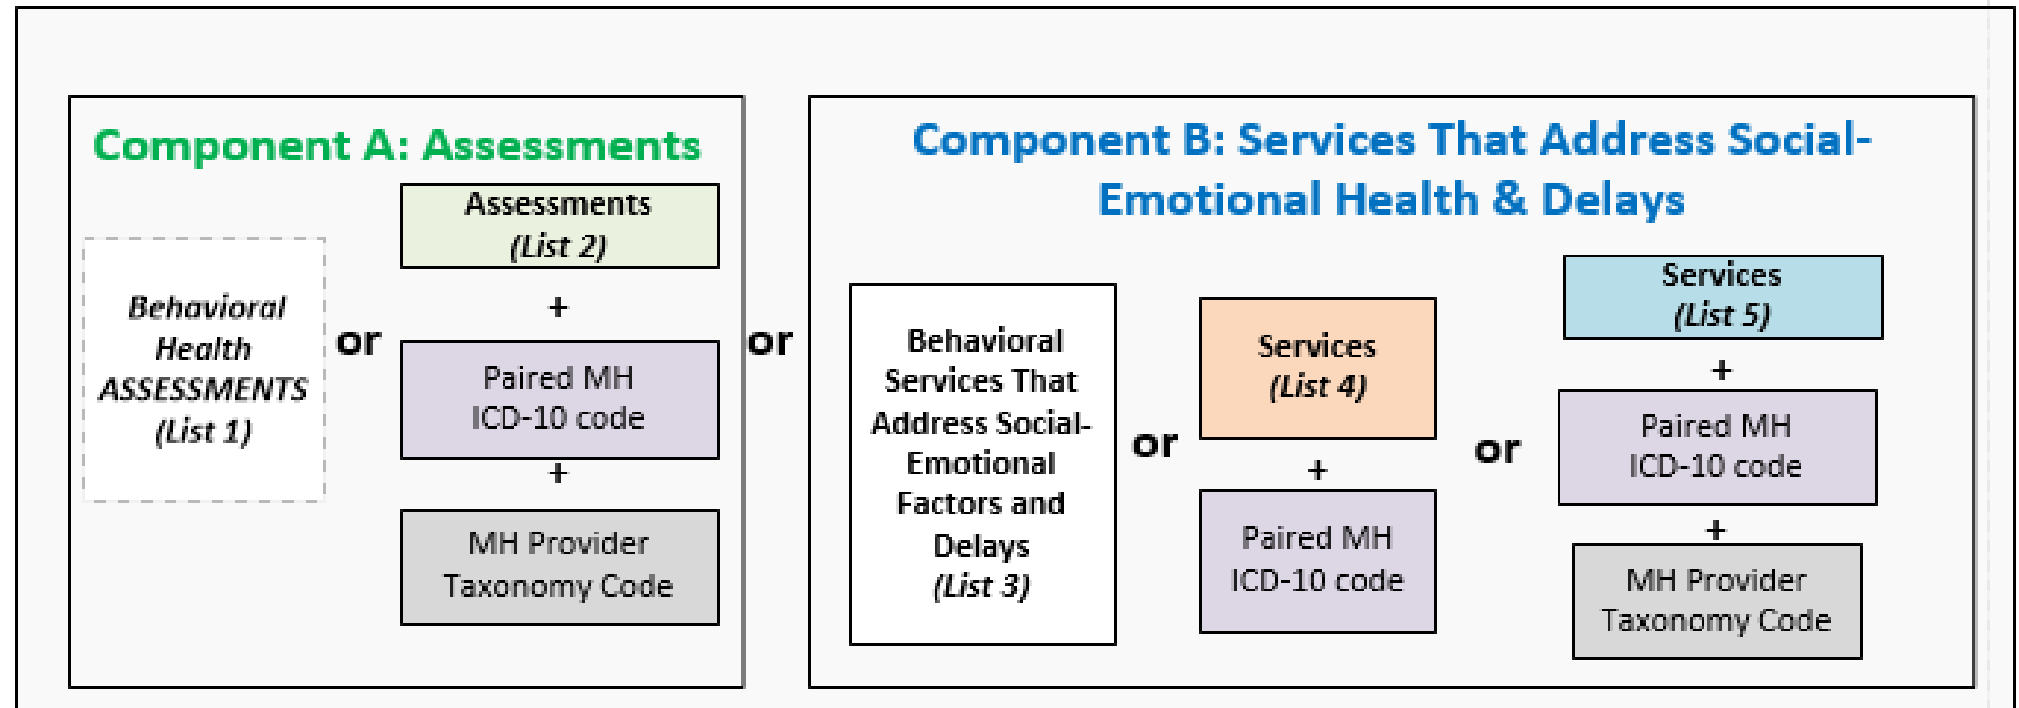 Component A: Assessments
Behavioral
Health
ASSESSMENTS
(List 1)
or
Assessments
(List 2)
+
Paired MH
ICD-10 code
+
MH Provider
Taxonomy Code
or
Component B: Services That Address Social-
Emotional Health & Delays
Behavioral
Services That
Address Social-
Emotional
Factors and
Delays
(List 3)
or
Services
(List 4)
+
Paired MH
ICD-10 code
or
Services
(List 5)
+
Paired MH
ICD-10 code
+
MH Provider
Taxonomy Code